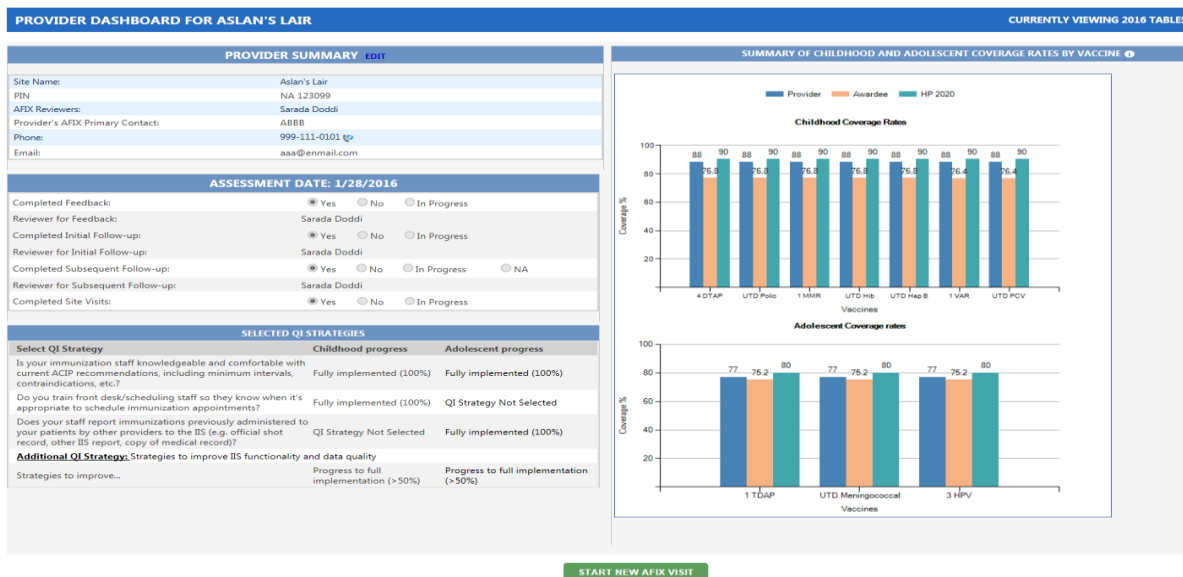 PROVIDER DASHBOARD FOR ASLAN'S LAIR
CURRENTLY VIEWING 2016 TABLES
PROVIDER SUMMARY EDIT
Site Name: Aslan's Lair
PIN NA 123099
AFIX Reviewers: Sarada Doddi
Provider's AFIX Primary Contact: ABBB
Phone: 999-111-0101
Email: aaa@enmail.com
ASSESSMENT DATE: 1/28/2016
Completed Feedback: Yes No In Progress
Reviewer for Feedback: Sarada Doddi
Completed Initial Follow-up: Yes No In Progress
Reviewer for Initial Follow-up: Sarada Doddi
Completed Subsequent Follow-up: Yes No In Progress NA
Reviewer for Subsequent Follow-up: Sarada Doddi
Completed Site Visits: Yes No In Progress
SELECTED QI STRATEGIES
Select QI Strategy Childhood progress Adolescent progress
Is your immunization staff knowledgeable and comfortable with
current ACIP recommendations, including minimum intervals,
contraindications, etc.?
Fully implemented (100%) Fully implemented (100%)
Do you train front desk/scheduling staff so they know when it's
appropriate to schedule immunization appointments?
Fully implemented (100%) QI Strategy Not Selected
Does your staff report immunizations previously administered to
your patients by other providers to the IIS (e.g. official shot
record, other IIS report, copy of medical record)?
QI Strategy Not Selected Fully implemented (100%)
Additional QI Strategy: Strategies to improve IIS functionality and data quality
Strategies to improve...
Progress to full
implementation (>50%)
Progress to full implementation
(>50%)
SUMMARY OF CHILDHOOD AND ADOLESCENT COVERAGE RATES BY VACCINE
Provider Awardee HP 2020
Childhood Coverage Rates
Coverage %
100
80
60
40
20
88 76.8 90 88 76.8 90 88 76.8 90 88 76.8 90 88 76.8 90 88 76.4 90 88 76.4 90
4 DTAP UTD Polio 1 MMR UTD Hib UTD Hep B 1 VAR UTD PCV
Vaccines
Adolescent Coverage rates
Coverage %
100
80
60
40
20
77 75.2 80 77 75.2 80 77 75.2 80
1 TDAP UTD Meningococcal 3 HPV
Vaccines
START NEW AFIX VISIT